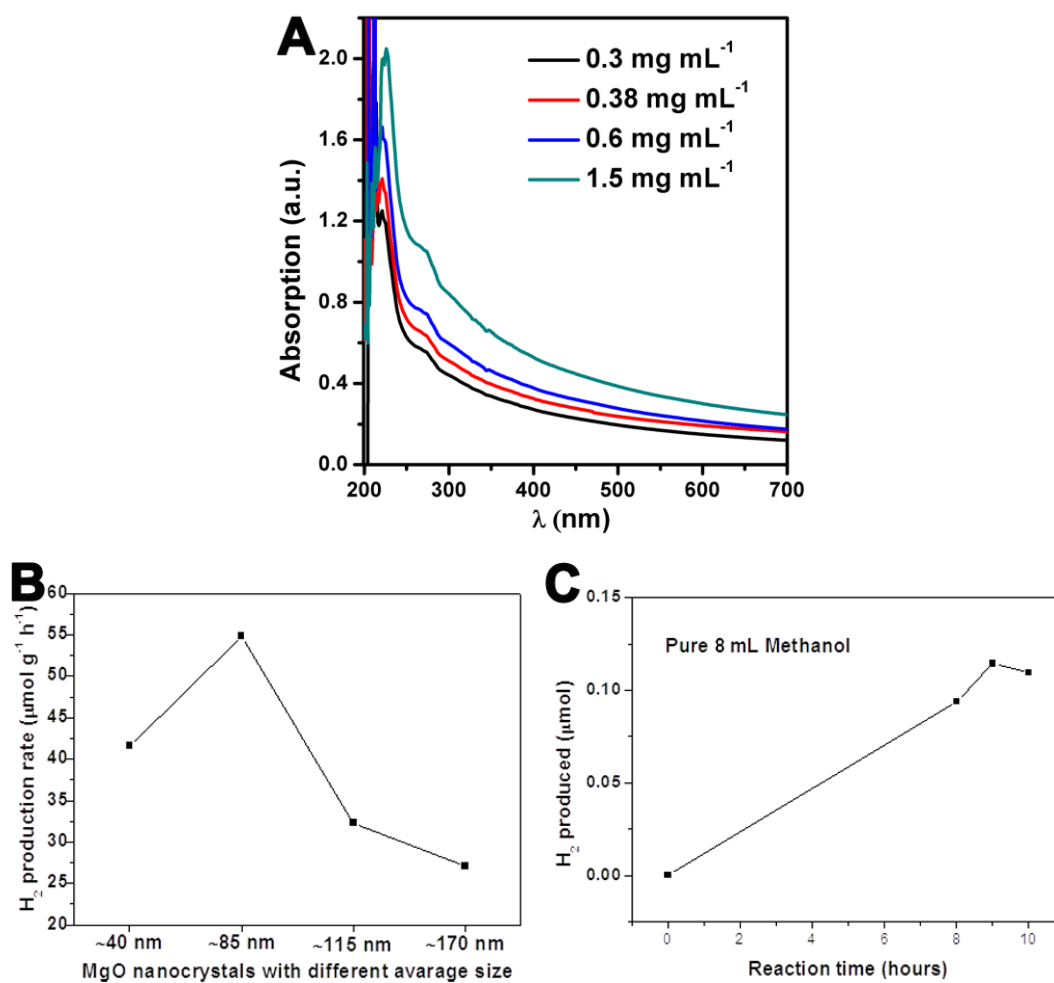 A
Absorption (a.u.)
2.0
1.6
1.2
0.8
0.4
0.0
0.3 mg mL⁻¹
0.38 mg mL⁻¹
0.6 mg mL⁻¹
1.5 mg mL⁻¹
200 300 400 500 600 700
λ (nm)
B
H₂ production rate (μmol g⁻¹ h⁻¹)
60
55
50
45
40
35
30
25
20
~40 nm ~85 nm ~115 nm ~170 nm
MgO nanocrystals with different avarage size
C
H₂ produced (μmol)
0.15
0.10
0.05
0.00
Pure 8 mL Methanol
0 2 4 6 8 10
Reaction time (hours)